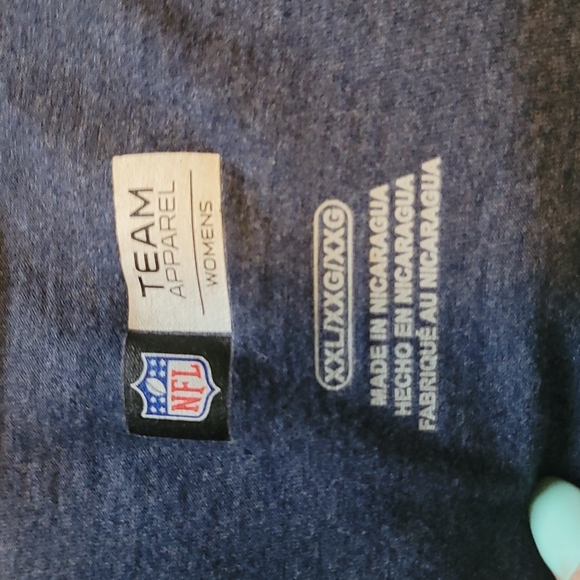 NFL
TEAM
APPAREL
WOMENS
XXL/XXG/XXG
MADE IN NICARAGUA
HECHO EN NICARAGUA
FABRIQUÉ AU NICARAGUA